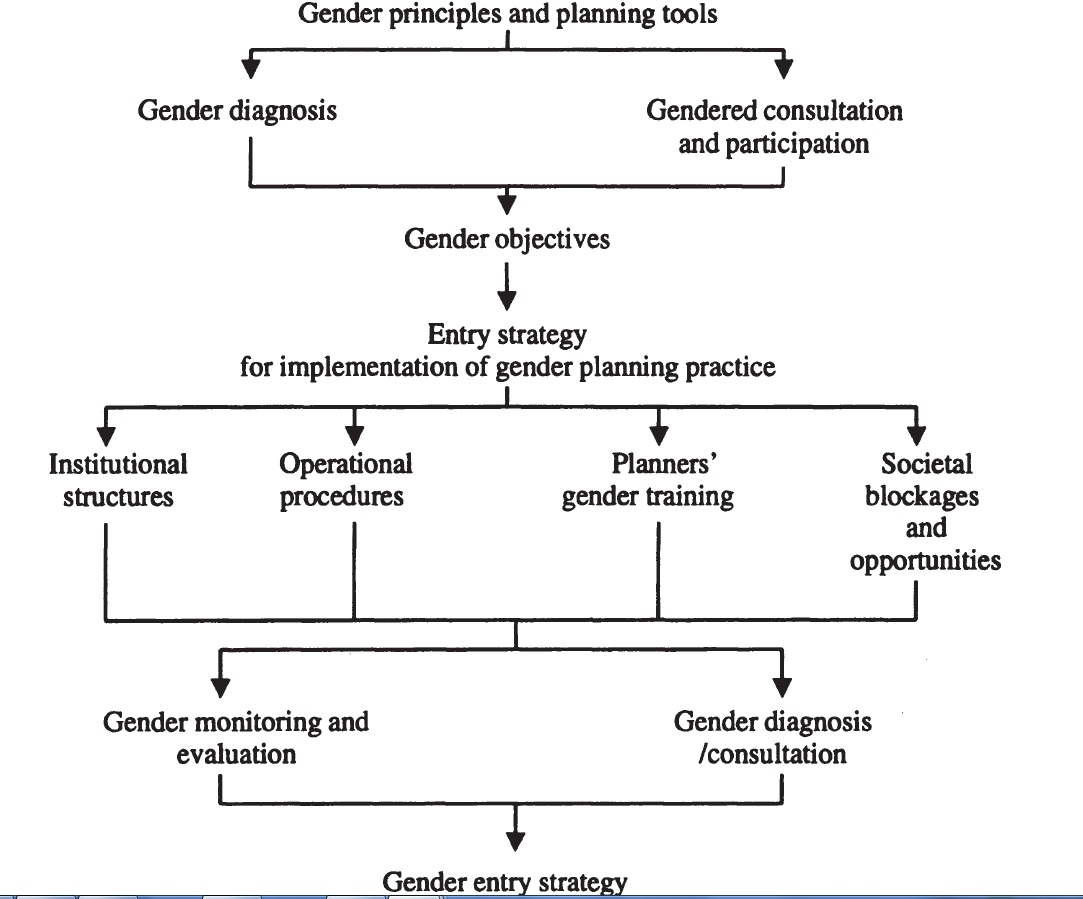 Gender principles and planning tools
Gender diagnosis
Gendered consultation
and participation
Gender objectives
Entry strategy
for implementation of gender planning practice
Institutional
structures
Operational
procedures
Planners’
gender training
Societal
blockages
and
opportunities
Gender monitoring and
evaluation
Gender diagnosis
/consultation
Gender entry strategy